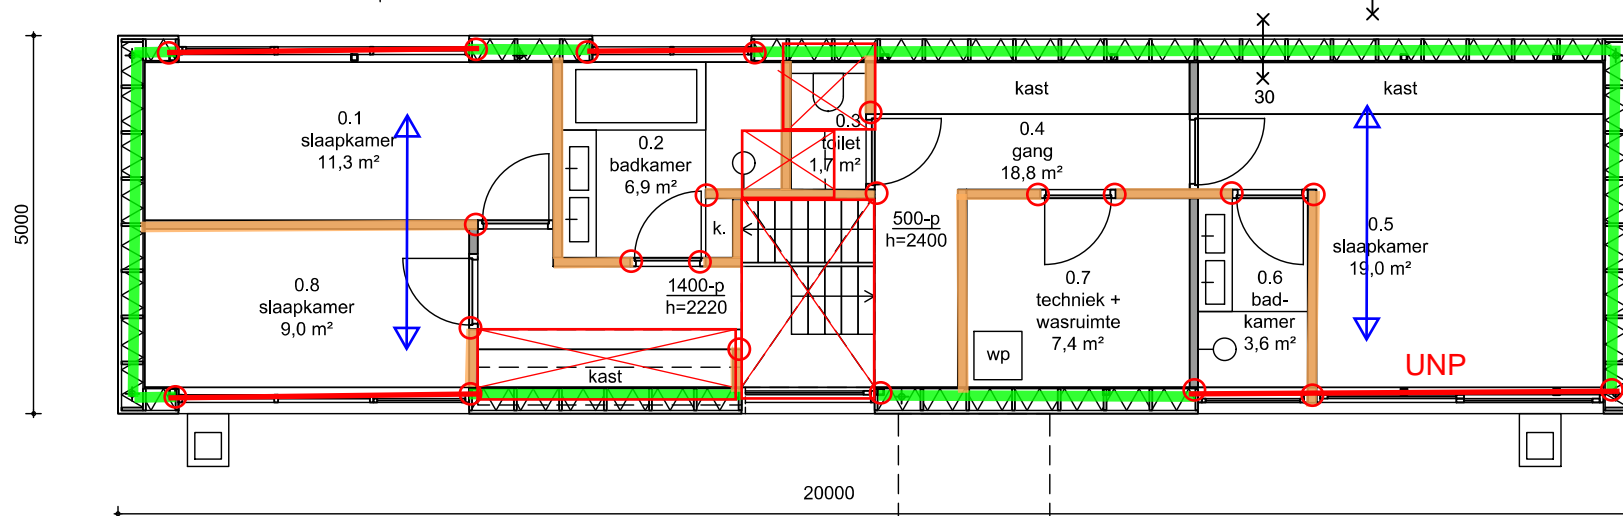 5000
0.1
slaapkamer
11,3 m²
0.2
badkamer
6,9 m²
0.3
toilet
1,7 m²
kast
0.4
gang
18,8 m²
30
kast
k.
500-p
h=2400
0.5
slaapkamer
19,0 m²
0.8
slaapkamer
9,0 m²
1400-p
h=2220
0.7
techniek +
wasruimte
7,4 m²
wp
0.6
bad-
kamer
3,6 m²
kast
UNP
20000